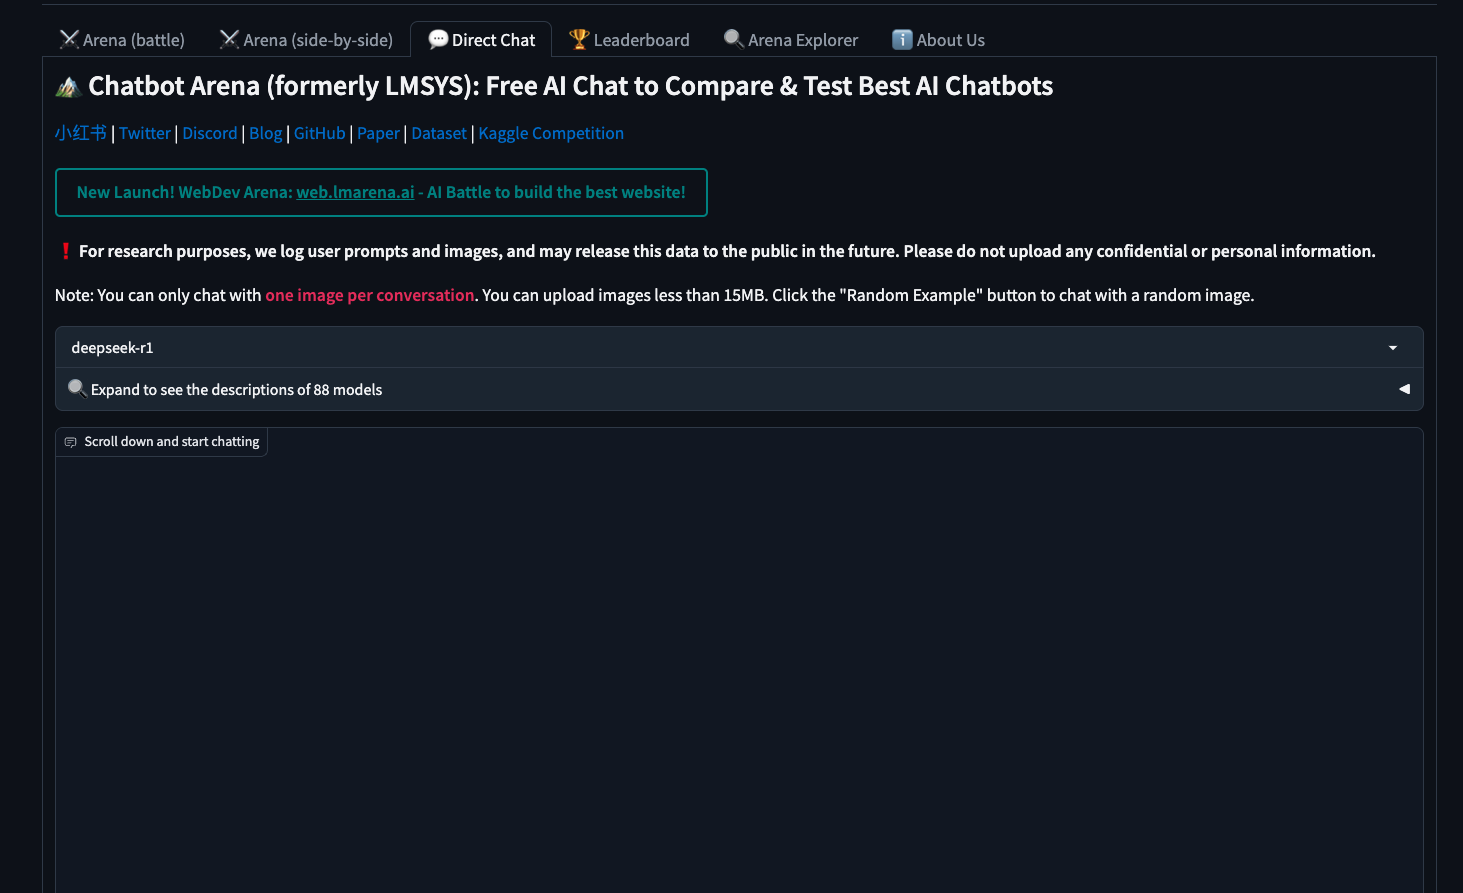 Arena (battle) Arena (side-by-side) Direct Chat Leaderboard Arena Explorer About Us
Chatbot Arena (formerly LMSYS): Free AI Chat to Compare & Test Best AI Chatbots
小红书 | Twitter | Discord | Blog | GitHub | Paper | Dataset | Kaggle Competition
New Launch! WebDev Arena: web.lmarena.ai - AI Battle to build the best website!
❗ For research purposes, we log user prompts and images, and may release this data to the public in the future. Please do not upload any confidential or personal information.
Note: You can only chat with one image per conversation. You can upload images less than 15MB. Click the "Random Example" button to chat with a random image.
deepseek-r1
Expand to see the descriptions of 88 models
Scroll down and start chatting